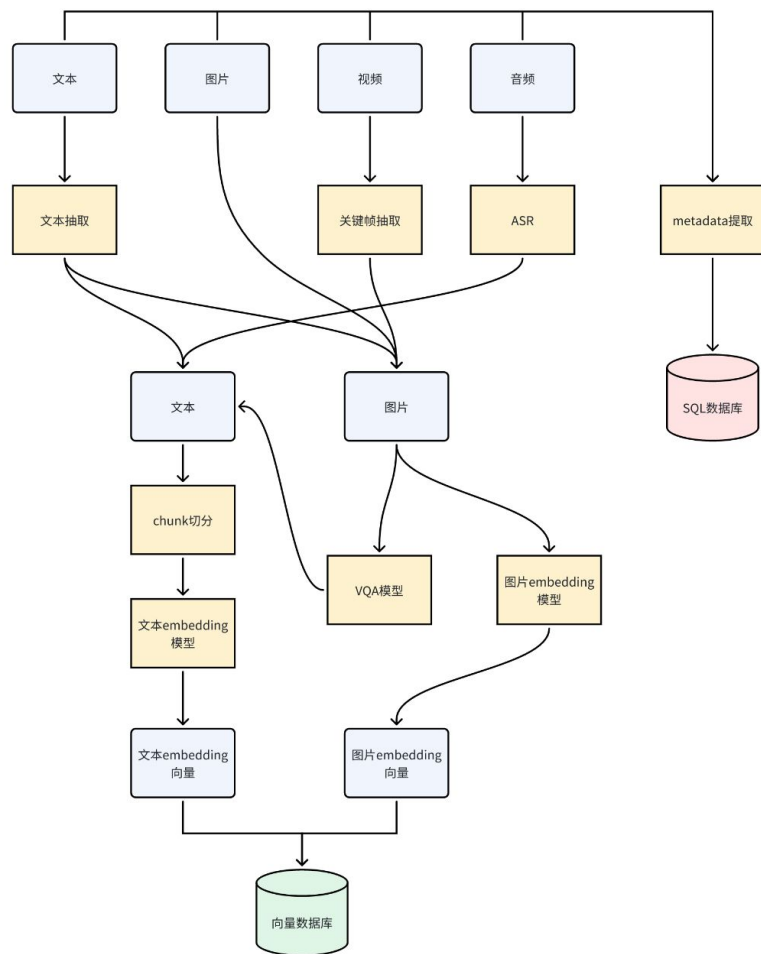 文本
图片
视频
音频
文本抽取
关键帧抽取
ASR
metadata提取
文本
图片
SQL数据库
chunk切分
VQA模型
图片embedding
模型
文本embedding
模型
文本embedding
向量
图片embedding
向量
向量数据库